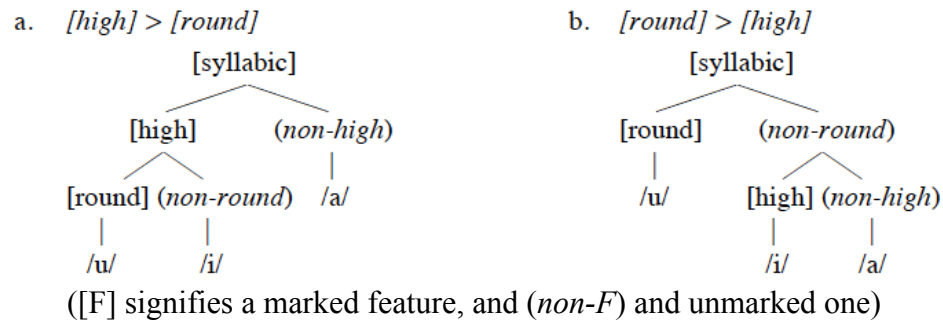 a. [high] > [round] b. [round] > [high]
[syllabic] [syllabic]
[high] (non-high) [round] (non-round)
[round] (non-round) /a/ /u/ [high] (non-high)
/u/ /i/ /i/ /a/
([F] signifies a marked feature, and (non-F) and unmarked one)